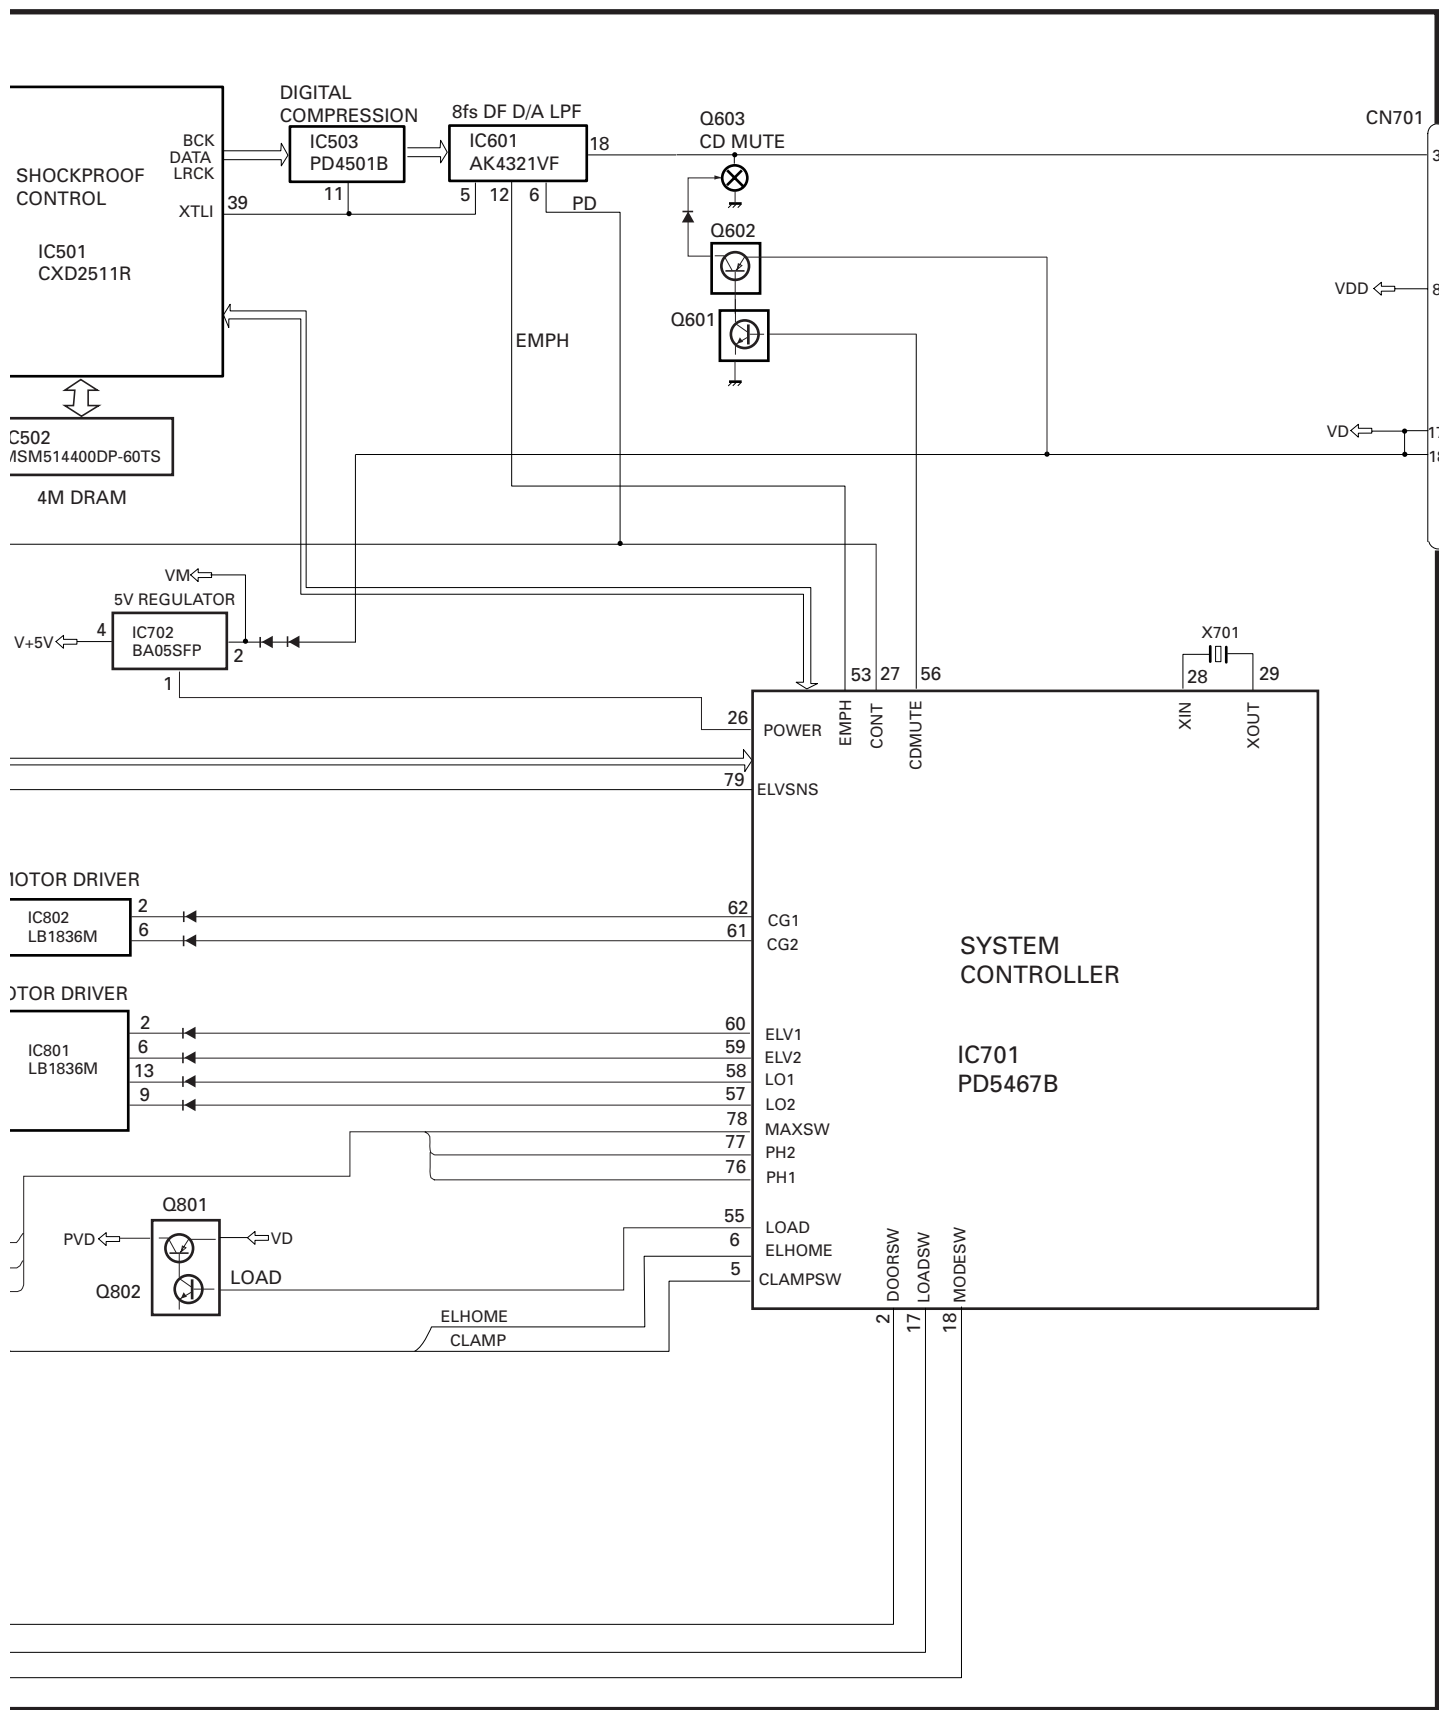 DIGITAL
COMPRESSION
8fs DF D/A LPF
Q603
CD MUTE
CN701
BCK
DATA
LRCK
IC503
PD4501B
IC601
AK4321VF
18
3
SHOCKPROOF
CONTROL
XTLI
39
11
5
12
6
PD
IC501
CXD2511R
Q602
VDD
8
Q601
EMPH
C502
MSM514400DP-60TS
VD
17
18
4M DRAM
VM
5V REGULATOR
V+5V
4
IC702
BA05SFP
2
1
X701
53
27
56
28
29
26
POWER
EMPH
CONT
CDMUTE
XIN
XOUT
79
ELVSNS
MOTOR DRIVER
IC802
LB1836M
2
6
62
61
CG1
CG2
SYSTEM
CONTROLLER
OTOR DRIVER
IC801
LB1836M
2
6
13
9
60
59
58
57
78
77
76
ELV1
ELV2
LO1
LO2
MAXSW
PH2
PH1
IC701
PD5467B
Q801
PVD
VD
Q802
LOAD
55
6
5
LOAD
ELHOME
CLAMPSW
DOORSW
LOADSW
MODESW
ELHOME
CLAMP
2
17
18